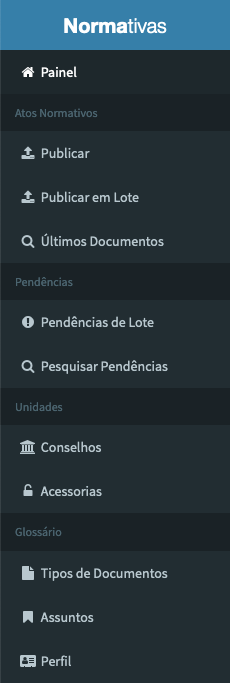 Normativas
Painel
Atos Normativos
Publicar
Publicar em Lote
Últimos Documentos
Pendências
Pendências de Lote
Pesquisar Pendências
Unidades
Conselhos
Acessorias
Glossário
Tipos de Documentos
Assuntos
Perfil